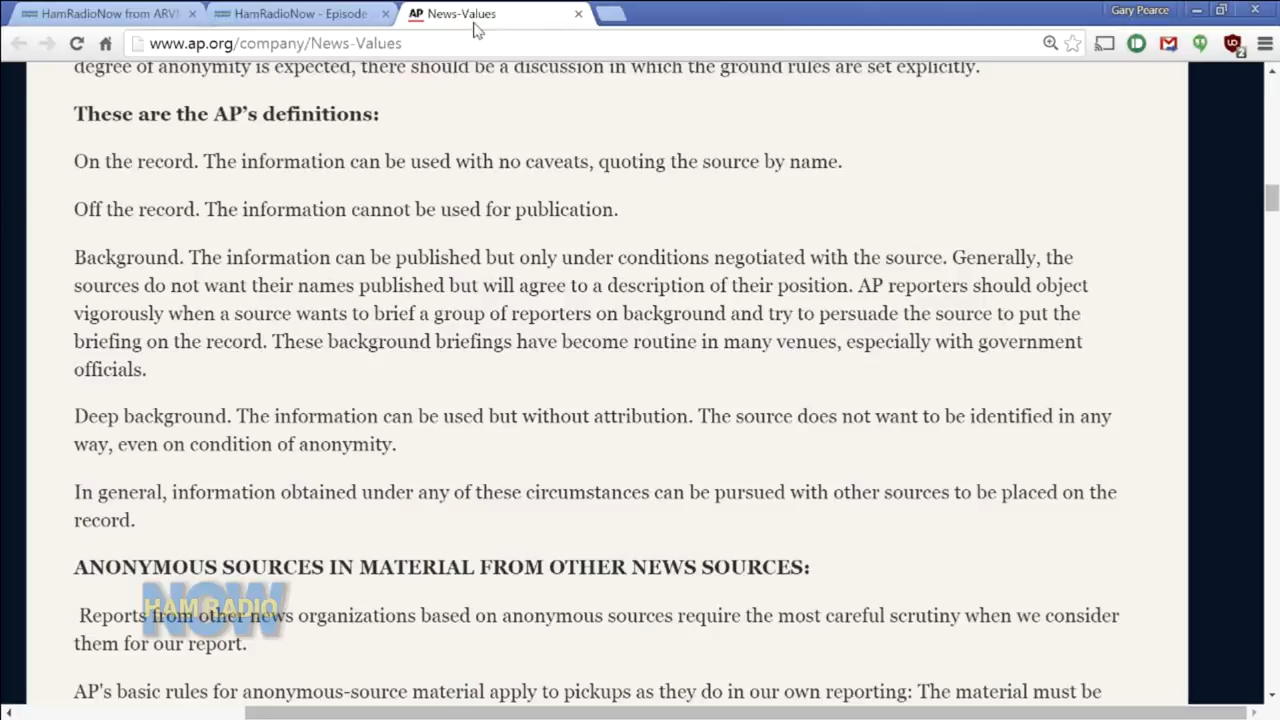 HamRadioNow from ARV
HamRadioNow - Episode
AP News-Values
Gary Pearce
www.ap.org/company/News-Values
2
degree of anonymity is expected, there should be a discussion in which the ground rules are set explicitly.
These are the AP's definitions:
On the record. The information can be used with no caveats, quoting the source by name.
Off the record. The information cannot be used for publication.
Background. The information can be published but only under conditions negotiated with the source. Generally, the
sources do not want their names published but will agree to a description of their position. AP reporters should object
vigorously when a source wants to brief a group of reporters on background and try to persuade the source to put the
briefing on the record. These background briefings have become routine in many venues, especially with government
officials.
Deep background. The information can be used but without attribution. The source does not want to be identified in any
way, even on condition of anonymity.
In general, information obtained under any of these circumstances can be pursued with other sources to be placed on the
record.
ANONYMOUS SOURCES IN MATERIAL FROM OTHER NEWS SOURCES:
HAM RADIO
NOW
Reports from other news organizations based on anonymous sources require the most careful scrutiny when we consider
them for our report.
AP's basic rules for anonymous-source material apply to pickups as they do in our own reporting: The material must be